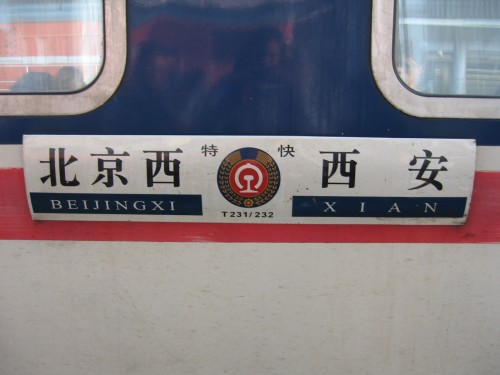 北京西 特 快 西安
BEIJINGXI T231/232 XIAN